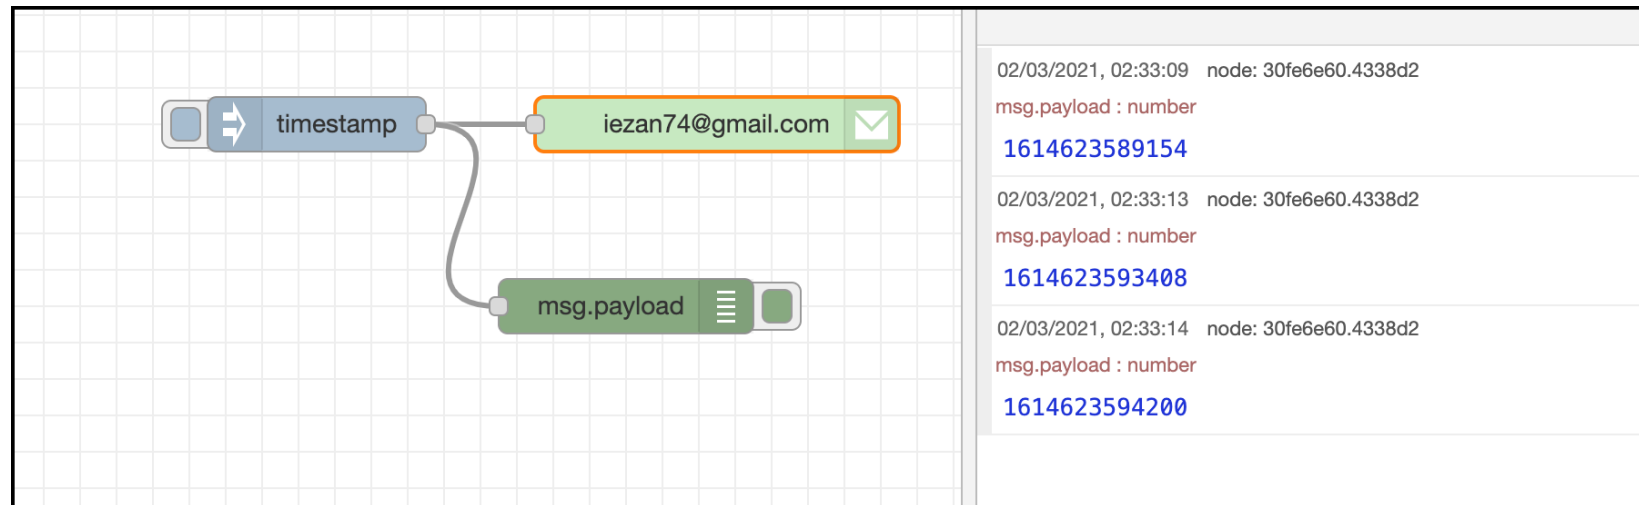 timestamp
iezan74@gmail.com
msg.payload
02/03/2021, 02:33:09 node: 30fe6e60.4338d2
msg.payload : number
1614623589154
02/03/2021, 02:33:13 node: 30fe6e60.4338d2
msg.payload : number
1614623593408
02/03/2021, 02:33:14 node: 30fe6e60.4338d2
msg.payload : number
1614623594200